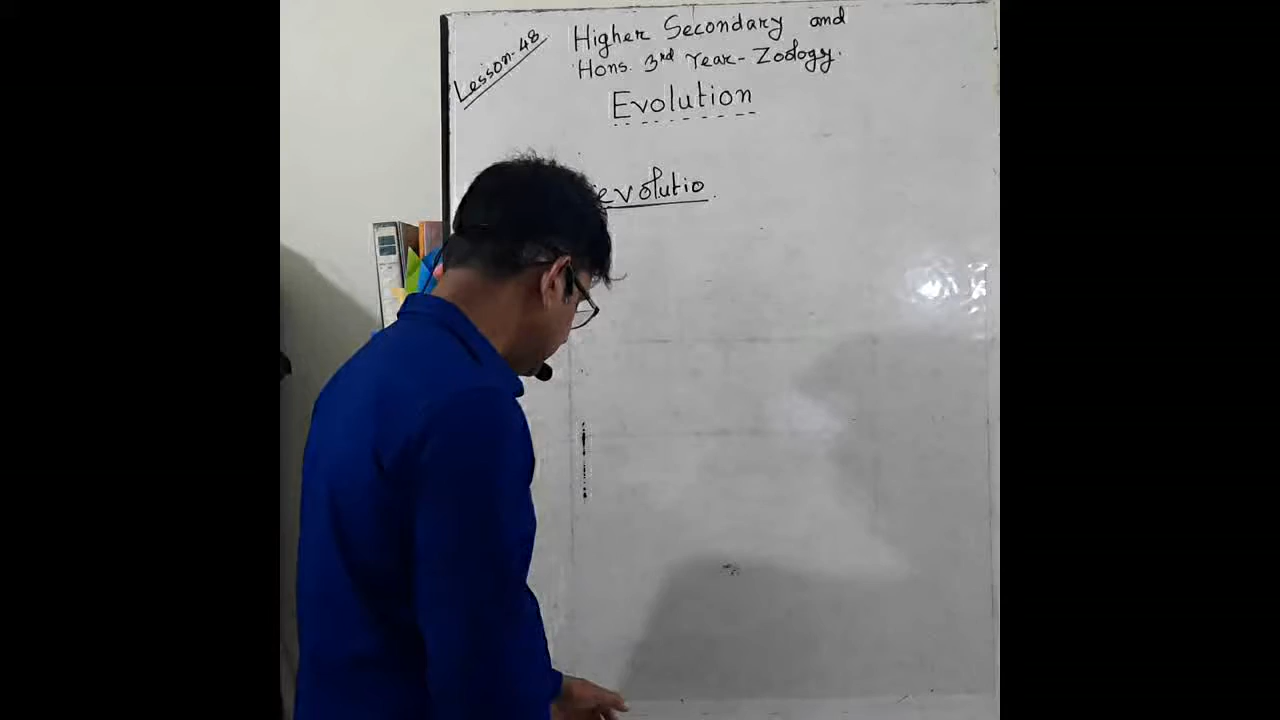 Lesson-48
Higher Secondary and
Hons. 3rd Year- Zoology.
Evolution
evolutio